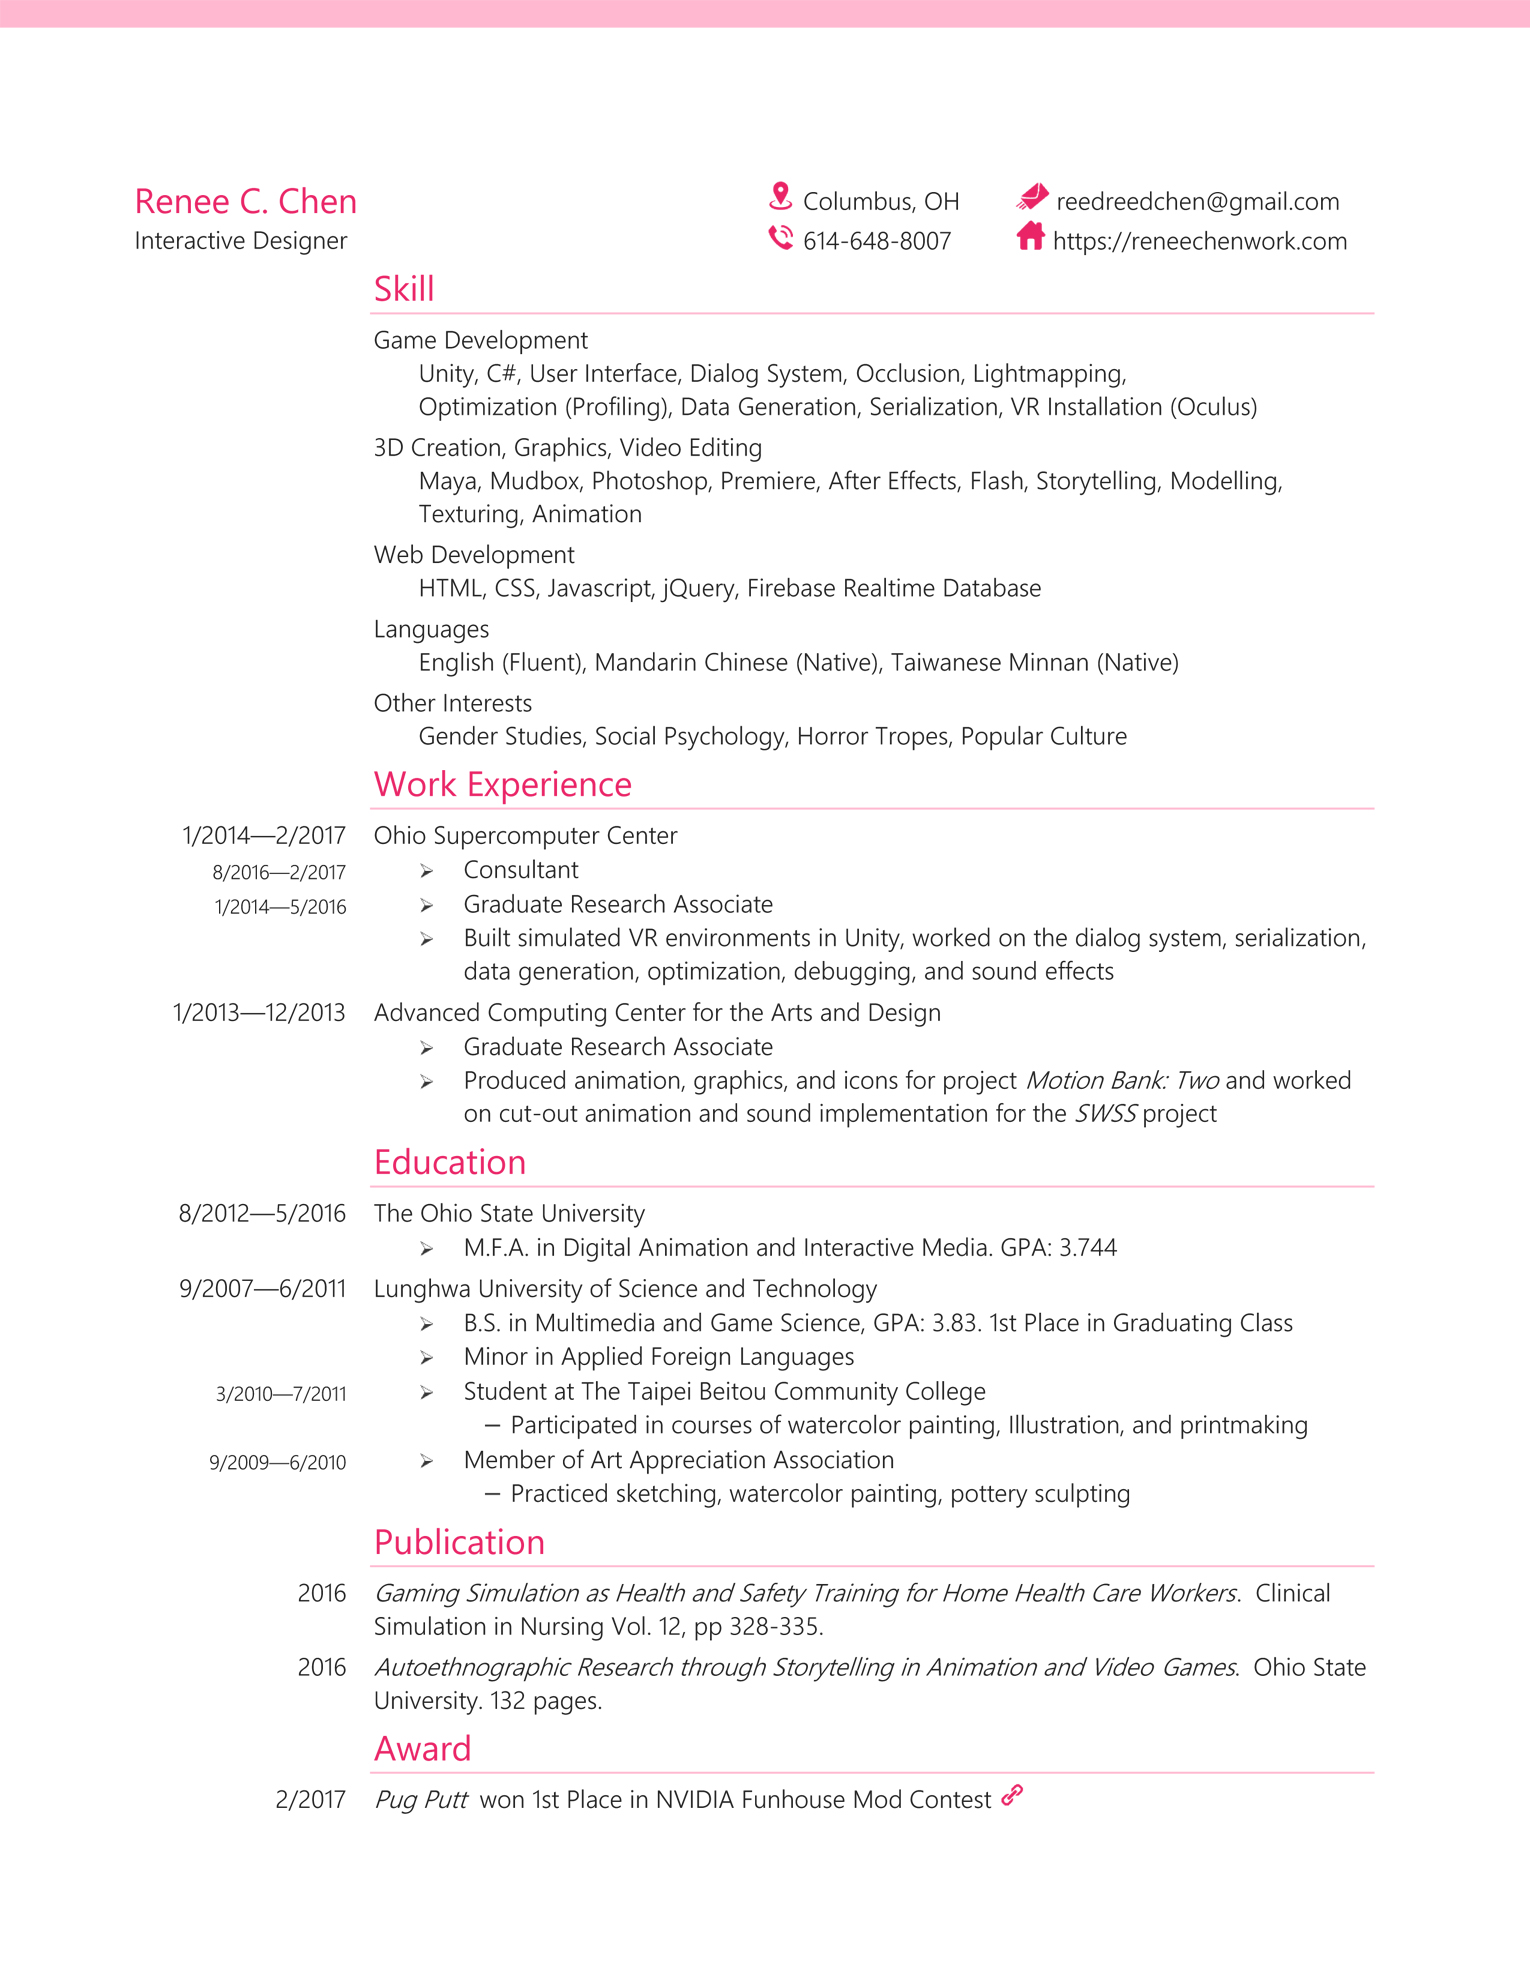 Renee C. Chen
Interactive Designer
Columbus, OH
reedreedchen@gmail.com
614-648-8007
https://reneechenwork.com
Skill
Game Development
Unity, C#, User Interface, Dialog System, Occlusion, Lightmapping,
Optimization (Profiling), Data Generation, Serialization, VR Installation (Oculus)
3D Creation, Graphics, Video Editing
Maya, Mudbox, Photoshop, Premiere, After Effects, Flash, Storytelling, Modelling,
Texturing, Animation
Web Development
HTML, CSS, Javascript, jQuery, Firebase Realtime Database
Languages
English (Fluent), Mandarin Chinese (Native), Taiwanese Minnan (Native)
Other Interests
Gender Studies, Social Psychology, Horror Tropes, Popular Culture
Work Experience
1/2014—2/2017 Ohio Supercomputer Center
8/2016—2/2017 ➢ Consultant
1/2014—5/2016 ➢ Graduate Research Associate
➢ Built simulated VR environments in Unity, worked on the dialog system, serialization,
data generation, optimization, debugging, and sound effects
1/2013—12/2013 Advanced Computing Center for the Arts and Design
➢ Graduate Research Associate
➢ Produced animation, graphics, and icons for project Motion Bank: Two and worked
on cut-out animation and sound implementation for the SWSS project
Education
8/2012—5/2016 The Ohio State University
➢ M.F.A. in Digital Animation and Interactive Media. GPA: 3.744
9/2007—6/2011 Lunghwa University of Science and Technology
➢ B.S. in Multimedia and Game Science, GPA: 3.83. 1st Place in Graduating Class
➢ Minor in Applied Foreign Languages
3/2010—7/2011 ➢ Student at The Taipei Beitou Community College
– Participated in courses of watercolor painting, Illustration, and printmaking
9/2009—6/2010 ➢ Member of Art Appreciation Association
– Practiced sketching, watercolor painting, pottery sculpting
Publication
2016 Gaming Simulation as Health and Safety Training for Home Health Care Workers. Clinical
Simulation in Nursing Vol. 12, pp 328-335.
2016 Autoethnographic Research through Storytelling in Animation and Video Games. Ohio State
University. 132 pages.
Award
2/2017 Pug Putt won 1st Place in NVIDIA Funhouse Mod Contest